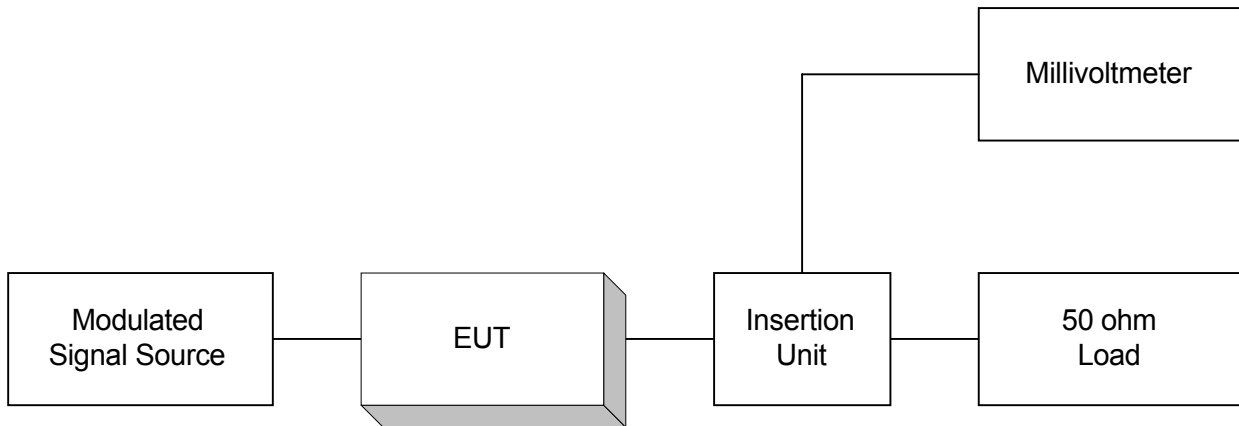 Millivoltmeter
Modulated
Signal Source
EUT
Insertion
Unit
50 ohm
Load